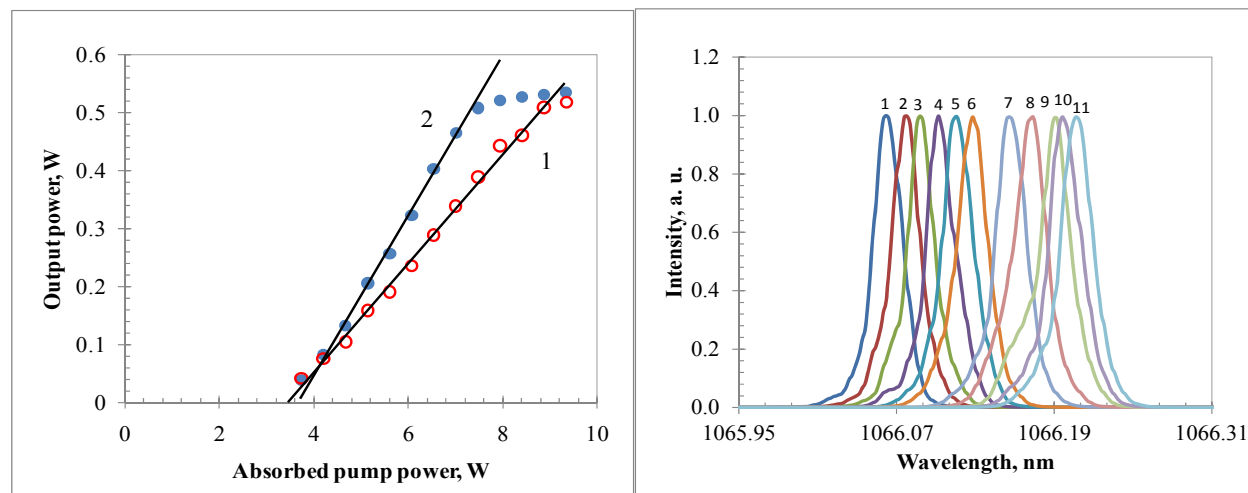 0.6
0.5
0.4
0.3
0.2
0.1
0
Output power, W
2
1
0 2 4 6 8 10
Absorbed pump power, W
1.2
1.0
0.8
0.6
0.4
0.2
0.0
Intensity, a. u.
1 2 3 4 5 6 7 8 9 10 11
1065.95 1066.07 1066.19 1066.31
Wavelength, nm